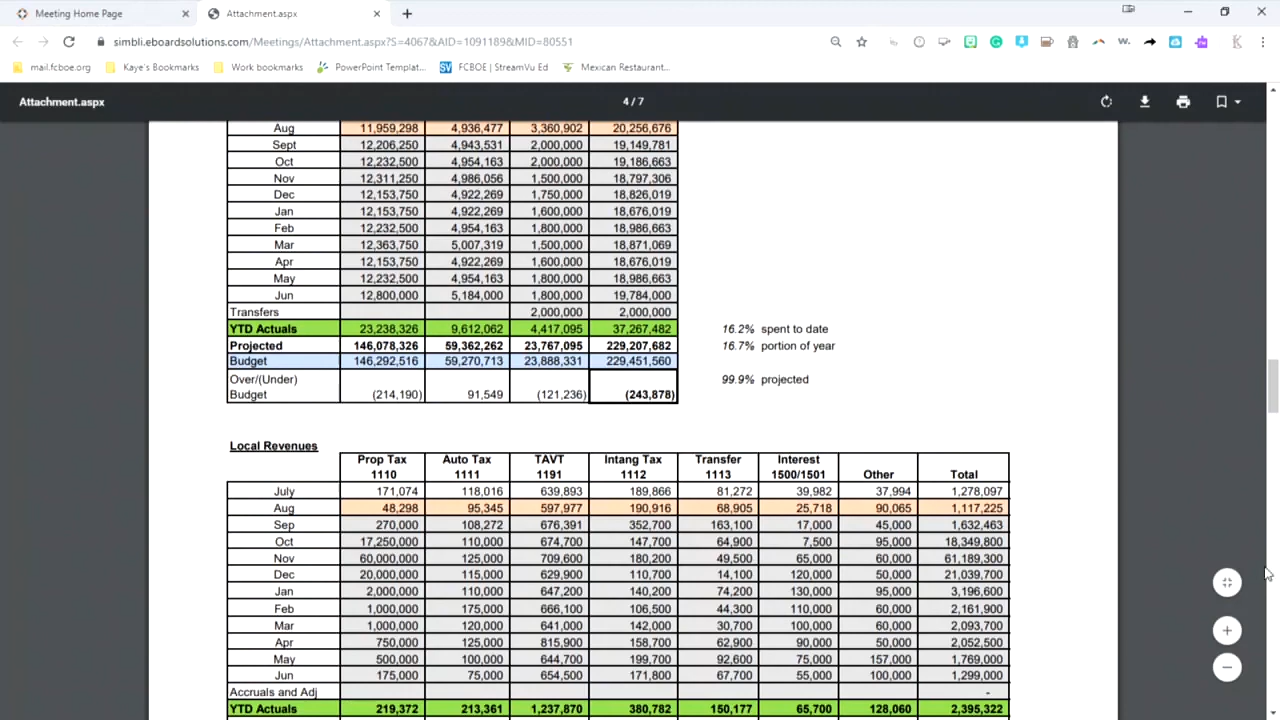 Meeting Home Page
Attachment.aspx
simbli.eboardsolutions.com/Meetings/Attachment.aspx?S=4067&AID=1091189&MID=80551
mail.fcboe.org Kaye's Bookmarks Work bookmarks PowerPoint Templat... SV FCBOE | StreamVu Ed Mexican Restaurant...
Attachment.aspx 4 / 7
Aug 11,959,298 4,936,477 3,360,902 20,256,676
Sept 12,206,250 4,943,531 2,000,000 19,149,781
Oct 12,232,500 4,954,163 2,000,000 19,186,663
Nov 12,311,250 4,986,056 1,500,000 18,797,306
Dec 12,153,750 4,922,269 1,750,000 18,826,019
Jan 12,153,750 4,922,269 1,600,000 18,676,019
Feb 12,232,500 4,954,163 1,800,000 18,986,663
Mar 12,363,750 5,007,319 1,500,000 18,871,069
Apr 12,153,750 4,922,269 1,600,000 18,676,019
May 12,232,500 4,954,163 1,800,000 18,986,663
Jun 12,800,000 5,184,000 1,800,000 19,784,000
Transfers 2,000,000 2,000,000
YTD Actuals 23,238,326 9,612,062 4,417,095 37,267,482 16.2% spent to date
Projected 146,078,326 59,362,262 23,767,095 229,207,682 16.7% portion of year
Budget 146,292,516 59,270,713 23,888,331 229,451,560
Over/(Under) 99.9% projected
Budget (214,190) 91,549 (121,236) (243,878)
Local Revenues
Prop Tax Auto Tax TAVT Intang Tax Transfer Interest
1110 1111 1191 1112 1113 1500/1501 Other Total
July 171,074 118,016 639,893 189,866 81,272 39,982 37,994 1,278,097
Aug 48,298 95,345 597,977 190,916 68,905 25,718 90,065 1,117,225
Sep 270,000 108,272 676,391 352,700 163,100 17,000 45,000 1,632,463
Oct 17,250,000 110,000 674,700 147,700 64,900 7,500 95,000 18,349,800
Nov 60,000,000 125,000 709,600 180,200 49,500 65,000 60,000 61,189,300
Dec 20,000,000 115,000 629,900 110,700 14,100 120,000 50,000 21,039,700
Jan 2,000,000 110,000 647,200 140,200 74,200 130,000 95,000 3,196,600
Feb 1,000,000 175,000 666,100 106,500 44,300 110,000 60,000 2,161,900
Mar 1,000,000 120,000 641,000 142,000 30,700 100,000 60,000 2,093,700
Apr 750,000 125,000 815,900 158,700 62,900 90,000 50,000 2,052,500
May 500,000 100,000 644,700 199,700 92,600 75,000 157,000 1,769,000
Jun 175,000 75,000 654,500 171,800 67,700 55,000 100,000 1,299,000
Accruals and Adj -
YTD Actuals 219,372 213,361 1,237,870 380,782 150,177 65,700 128,060 2,395,322